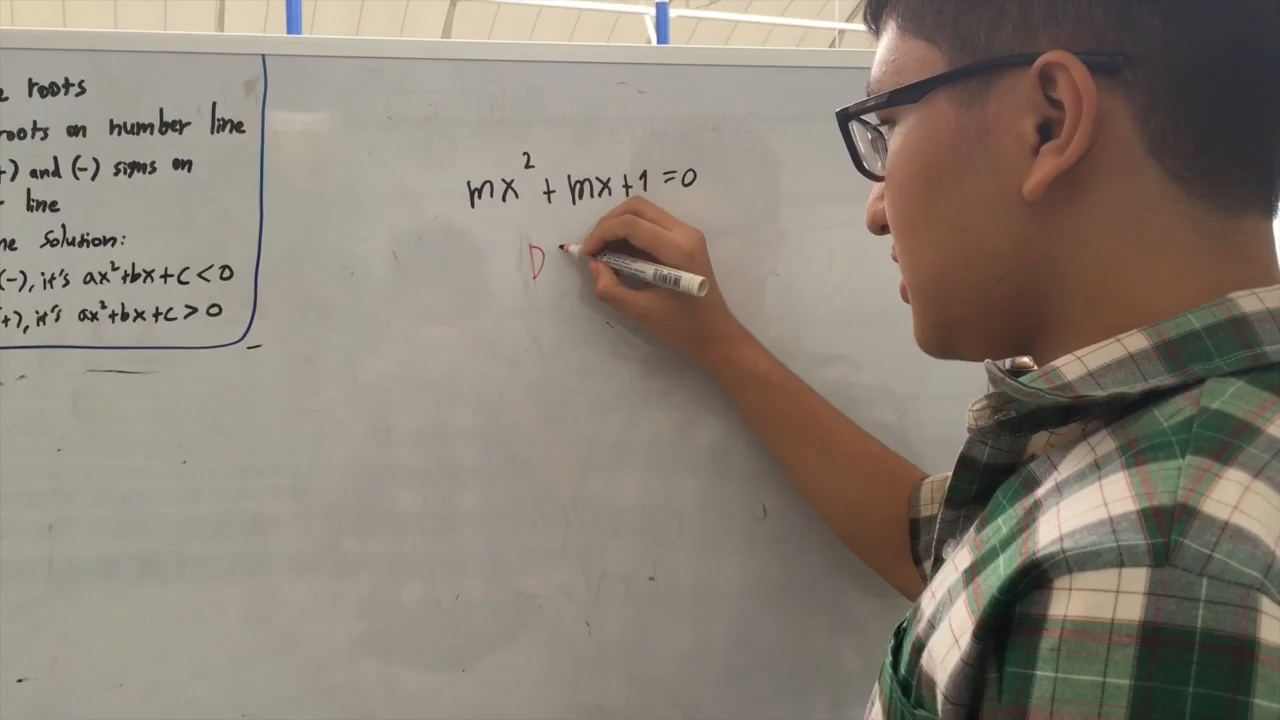 2 roots
roots on number line
+) and (-) signs on
line
Solution:
(-), it's ax²+bx+c<0
+), it's ax²+bx+c>0
mx²+mx+1=0
D